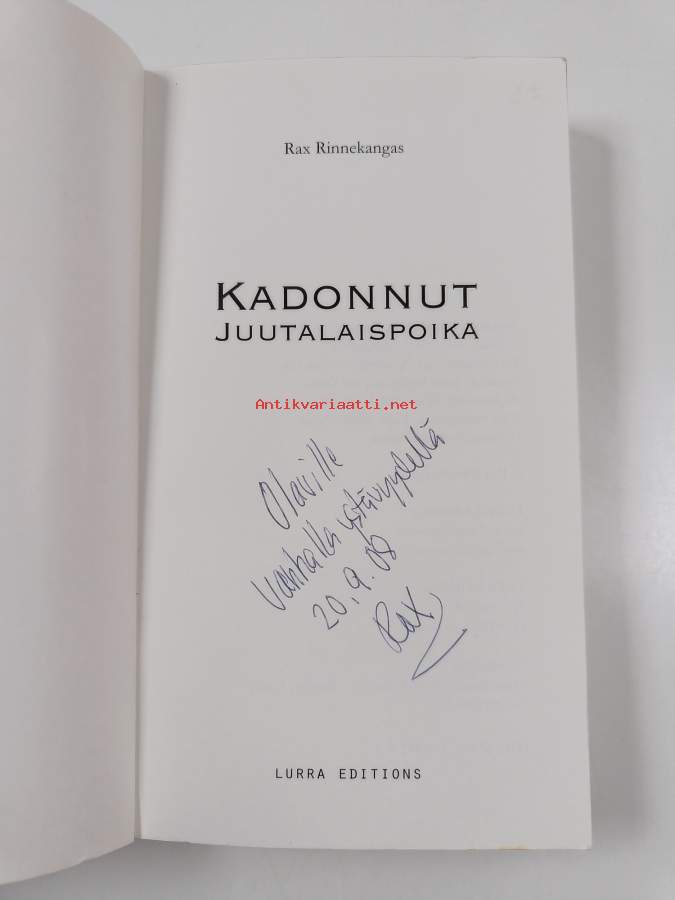 Rax Rinnekangas
KADONNUT
JUUTALAISPOIKA
Antikvariaatti.net
Olaville
vanhalla ystävyydellä
20.9.08
Rax
LURRA EDITIONS